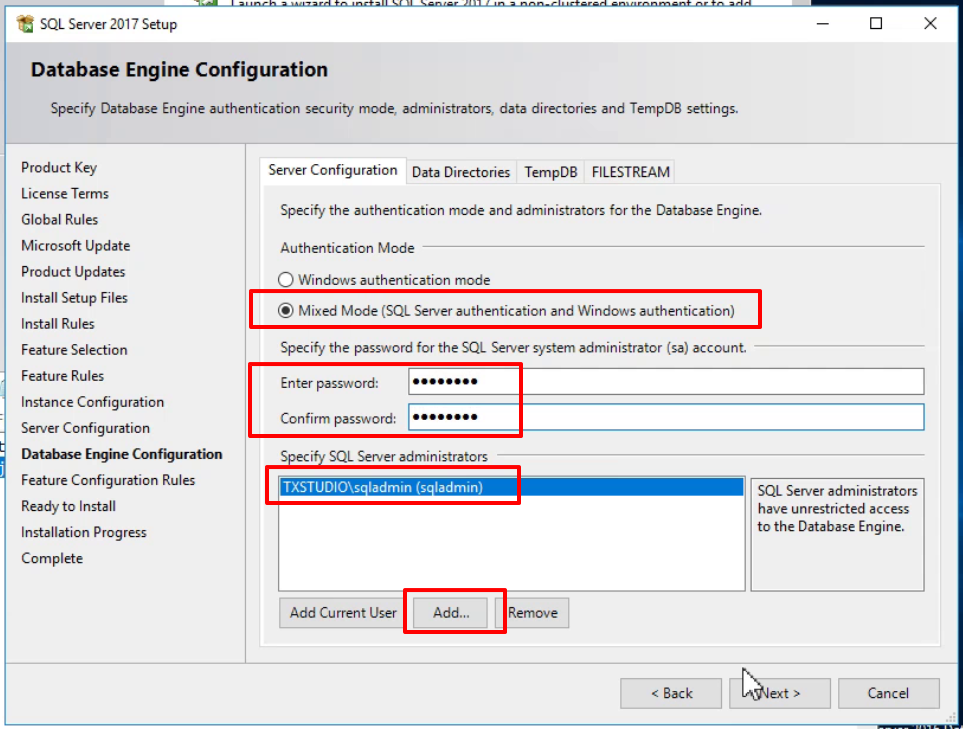 Launch a wizard to install SQL Server 2017 in a non-clustered environment or to add
SQL Server 2017 Setup
Database Engine Configuration
Specify Database Engine authentication security mode, administrators, data directories and TempDB settings.
Product Key
License Terms
Global Rules
Microsoft Update
Product Updates
Install Setup Files
Install Rules
Feature Selection
Feature Rules
Instance Configuration
Server Configuration
Database Engine Configuration
Feature Configuration Rules
Ready to Install
Installation Progress
Complete
Server Configuration Data Directories TempDB FILESTREAM
Specify the authentication mode and administrators for the Database Engine.
Authentication Mode
Windows authentication mode
Mixed Mode (SQL Server authentication and Windows authentication)
Specify the password for the SQL Server system administrator (sa) account.
Enter password: ●●●●●●●●
Confirm password: ●●●●●●●●
Specify SQL Server administrators
TXSTUDIO\sqladmin (sqladmin)
SQL Server administrators
have unrestricted access
to the Database Engine.
Add Current User Add... Remove
< Back Next > Cancel